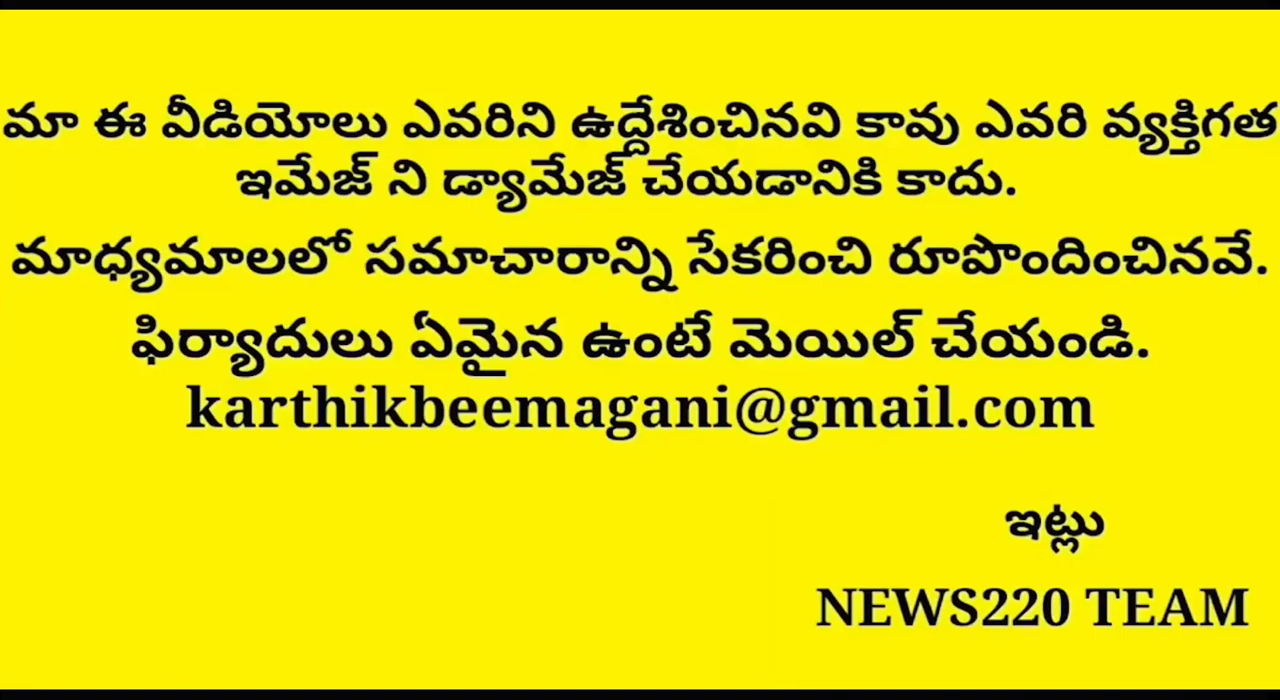 మా ఈ వీడియోలు ఎవరిని ఉద్దేశించినవి కావు ఎవరి వ్యక్తిగత
ఇమేజ్ ని డ్యామేజ్ చేయడానికి కాదు.
మాధ్యమాలలో సమాచారాన్ని సేకరించి రూపొందించినవే.
ఫిర్యాదులు ఏమైన ఉంటే మెయిల్ చేయండి.
karthikbeemagani@gmail.com
ఇట్లు
NEWS220 TEAM